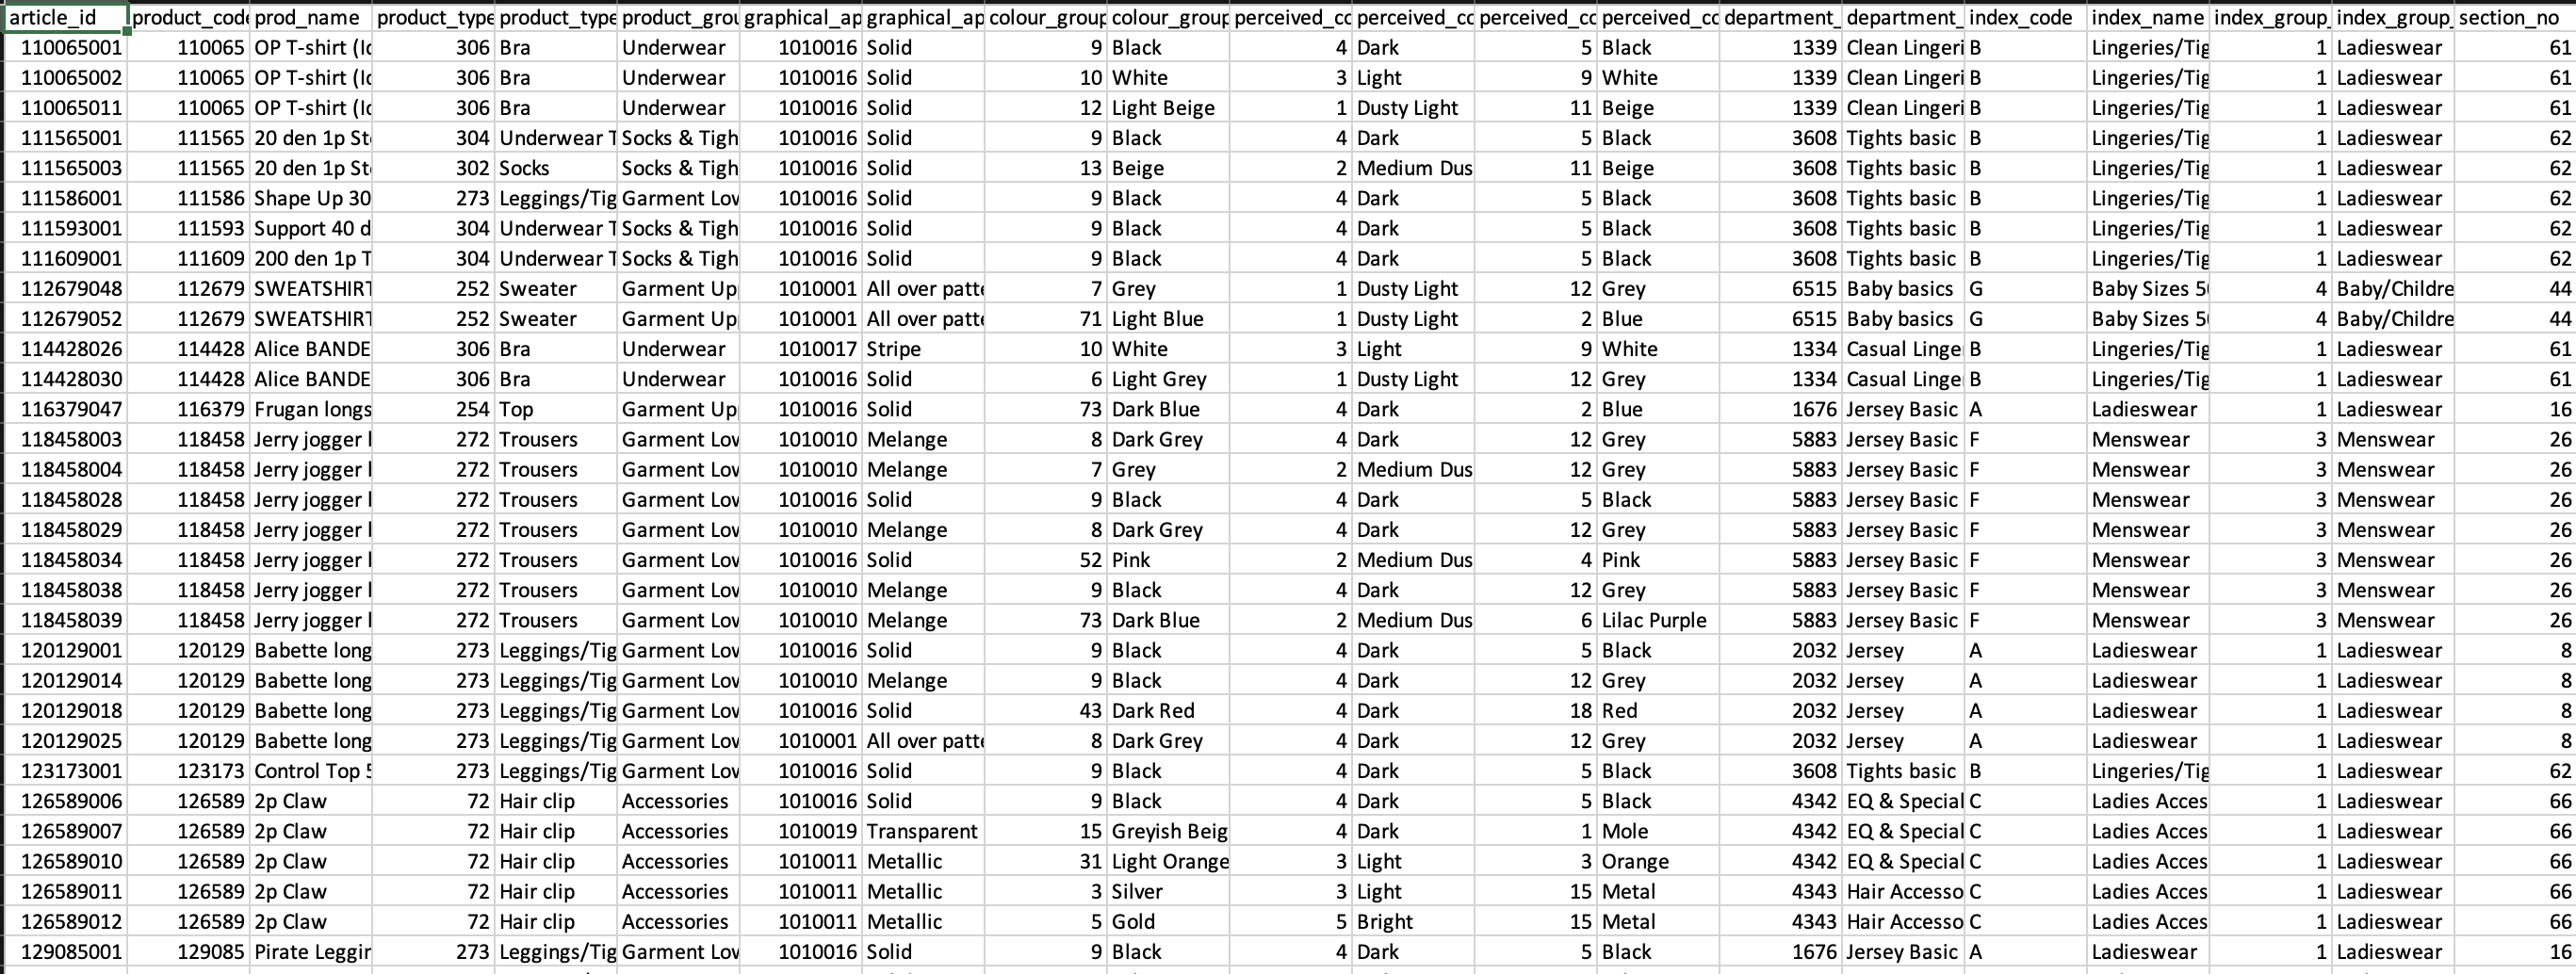 article_id product_code prod_name product_type product_type product_grou graphical_ap graphical_ap colour_group colour_group perceived_co perceived_co perceived_co perceived_co department_ department_ index_code index_name index_group_ index_group_ section_no
110065001 110065 OP T-shirt (Id 306 Bra Underwear 1010016 Solid 9 Black 4 Dark 5 Black 1339 Clean Lingeri B Lingeries/Tig 1 Ladieswear 61
110065002 110065 OP T-shirt (Id 306 Bra Underwear 1010016 Solid 10 White 3 Light 9 White 1339 Clean Lingeri B Lingeries/Tig 1 Ladieswear 61
110065011 110065 OP T-shirt (Id 306 Bra Underwear 1010016 Solid 12 Light Beige 1 Dusty Light 11 Beige 1339 Clean Lingeri B Lingeries/Tig 1 Ladieswear 61
111565001 111565 20 den 1p St 304 Underwear T Socks & Tigh 1010016 Solid 9 Black 4 Dark 5 Black 3608 Tights basic B Lingeries/Tig 1 Ladieswear 62
111565003 111565 20 den 1p St 302 Socks Socks & Tigh 1010016 Solid 13 Beige 2 Medium Dus 11 Beige 3608 Tights basic B Lingeries/Tig 1 Ladieswear 62
111586001 111586 Shape Up 30 273 Leggings/Tig Garment Lov 1010016 Solid 9 Black 4 Dark 5 Black 3608 Tights basic B Lingeries/Tig 1 Ladieswear 62
111593001 111593 Support 40 d 304 Underwear T Socks & Tigh 1010016 Solid 9 Black 4 Dark 5 Black 3608 Tights basic B Lingeries/Tig 1 Ladieswear 62
111609001 111609 200 den 1p T 304 Underwear T Socks & Tigh 1010016 Solid 9 Black 4 Dark 5 Black 3608 Tights basic B Lingeries/Tig 1 Ladieswear 62
112679048 112679 SWEATSHIRT 252 Sweater Garment Up 1010001 All over patte 7 Grey 1 Dusty Light 12 Grey 6515 Baby basics G Baby Sizes 5 4 Baby/Childre 44
112679052 112679 SWEATSHIRT 252 Sweater Garment Up 1010001 All over patte 71 Light Blue 1 Dusty Light 2 Blue 6515 Baby basics G Baby Sizes 5 4 Baby/Childre 44
114428026 114428 Alice BANDE 306 Bra Underwear 1010017 Stripe 10 White 3 Light 9 White 1334 Casual Linge B Lingeries/Tig 1 Ladieswear 61
114428030 114428 Alice BANDE 306 Bra Underwear 1010016 Solid 6 Light Grey 1 Dusty Light 12 Grey 1334 Casual Linge B Lingeries/Tig 1 Ladieswear 61
116379047 116379 Frugan longs 254 Top Garment Up 1010016 Solid 73 Dark Blue 4 Dark 2 Blue 1676 Jersey Basic A Ladieswear 1 Ladieswear 16
118458003 118458 Jerry jogger 272 Trousers Garment Lov 1010010 Melange 8 Dark Grey 4 Dark 12 Grey 5883 Jersey Basic F Menswear 3 Menswear 26
118458004 118458 Jerry jogger 272 Trousers Garment Lov 1010010 Melange 7 Grey 2 Medium Dus 12 Grey 5883 Jersey Basic F Menswear 3 Menswear 26
118458028 118458 Jerry jogger 272 Trousers Garment Lov 1010016 Solid 9 Black 4 Dark 5 Black 5883 Jersey Basic F Menswear 3 Menswear 26
118458029 118458 Jerry jogger 272 Trousers Garment Lov 1010010 Melange 8 Dark Grey 4 Dark 12 Grey 5883 Jersey Basic F Menswear 3 Menswear 26
118458034 118458 Jerry jogger 272 Trousers Garment Lov 1010016 Solid 52 Pink 2 Medium Dus 4 Pink 5883 Jersey Basic F Menswear 3 Menswear 26
118458038 118458 Jerry jogger 272 Trousers Garment Lov 1010010 Melange 9 Black 4 Dark 12 Grey 5883 Jersey Basic F Menswear 3 Menswear 26
118458039 118458 Jerry jogger 272 Trousers Garment Lov 1010010 Melange 73 Dark Blue 2 Medium Dus 6 Lilac Purple 5883 Jersey Basic F Menswear 3 Menswear 26
120129001 120129 Babette long 273 Leggings/Tig Garment Lov 1010016 Solid 9 Black 4 Dark 5 Black 2032 Jersey A Ladieswear 1 Ladieswear 8
120129014 120129 Babette long 273 Leggings/Tig Garment Lov 1010010 Melange 9 Black 4 Dark 12 Grey 2032 Jersey A Ladieswear 1 Ladieswear 8
120129018 120129 Babette long 273 Leggings/Tig Garment Lov 1010016 Solid 43 Dark Red 4 Dark 18 Red 2032 Jersey A Ladieswear 1 Ladieswear 8
120129025 120129 Babette long 273 Leggings/Tig Garment Lov 1010001 All over patte 8 Dark Grey 4 Dark 12 Grey 2032 Jersey A Ladieswear 1 Ladieswear 8
123173001 123173 Control Top 5 273 Leggings/Tig Garment Lov 1010016 Solid 9 Black 4 Dark 5 Black 3608 Tights basic B Lingeries/Tig 1 Ladieswear 62
126589006 126589 2p Claw 72 Hair clip Accessories 1010016 Solid 9 Black 4 Dark 5 Black 4342 EQ & Special C Ladies Acces 1 Ladieswear 66
126589007 126589 2p Claw 72 Hair clip Accessories 1010019 Transparent 15 Greyish Beig 4 Dark 1 Mole 4342 EQ & Special C Ladies Acces 1 Ladieswear 66
126589010 126589 2p Claw 72 Hair clip Accessories 1010011 Metallic 31 Light Orange 3 Light 3 Orange 4342 EQ & Special C Ladies Acces 1 Ladieswear 66
126589011 126589 2p Claw 72 Hair clip Accessories 1010011 Metallic 3 Silver 3 Light 15 Metal 4343 Hair Accesso C Ladies Acces 1 Ladieswear 66
126589012 126589 2p Claw 72 Hair clip Accessories 1010011 Metallic 5 Gold 5 Bright 15 Metal 4343 Hair Accesso C Ladies Acces 1 Ladieswear 66
129085001 129085 Pirate Leggin 273 Leggings/Tig Garment Lov 1010016 Solid 9 Black 4 Dark 5 Black 1676 Jersey Basic A Ladieswear 1 Ladieswear 16